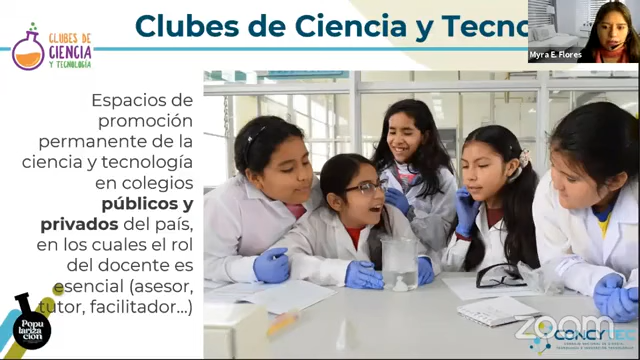 Clubes de Ciencia y Tecno
CLUBES DE
CIENCIA
Y TECNOLOGÍA
Myra E. Flores
Espacios de
promoción
permanente de la
ciencia y tecnología
en colegios
públicos y
privados del país,
en los cuales el rol
del docente es
esencial (asesor,
tutor, facilitador...)
Popu
larización
zoom
CONCYTEC